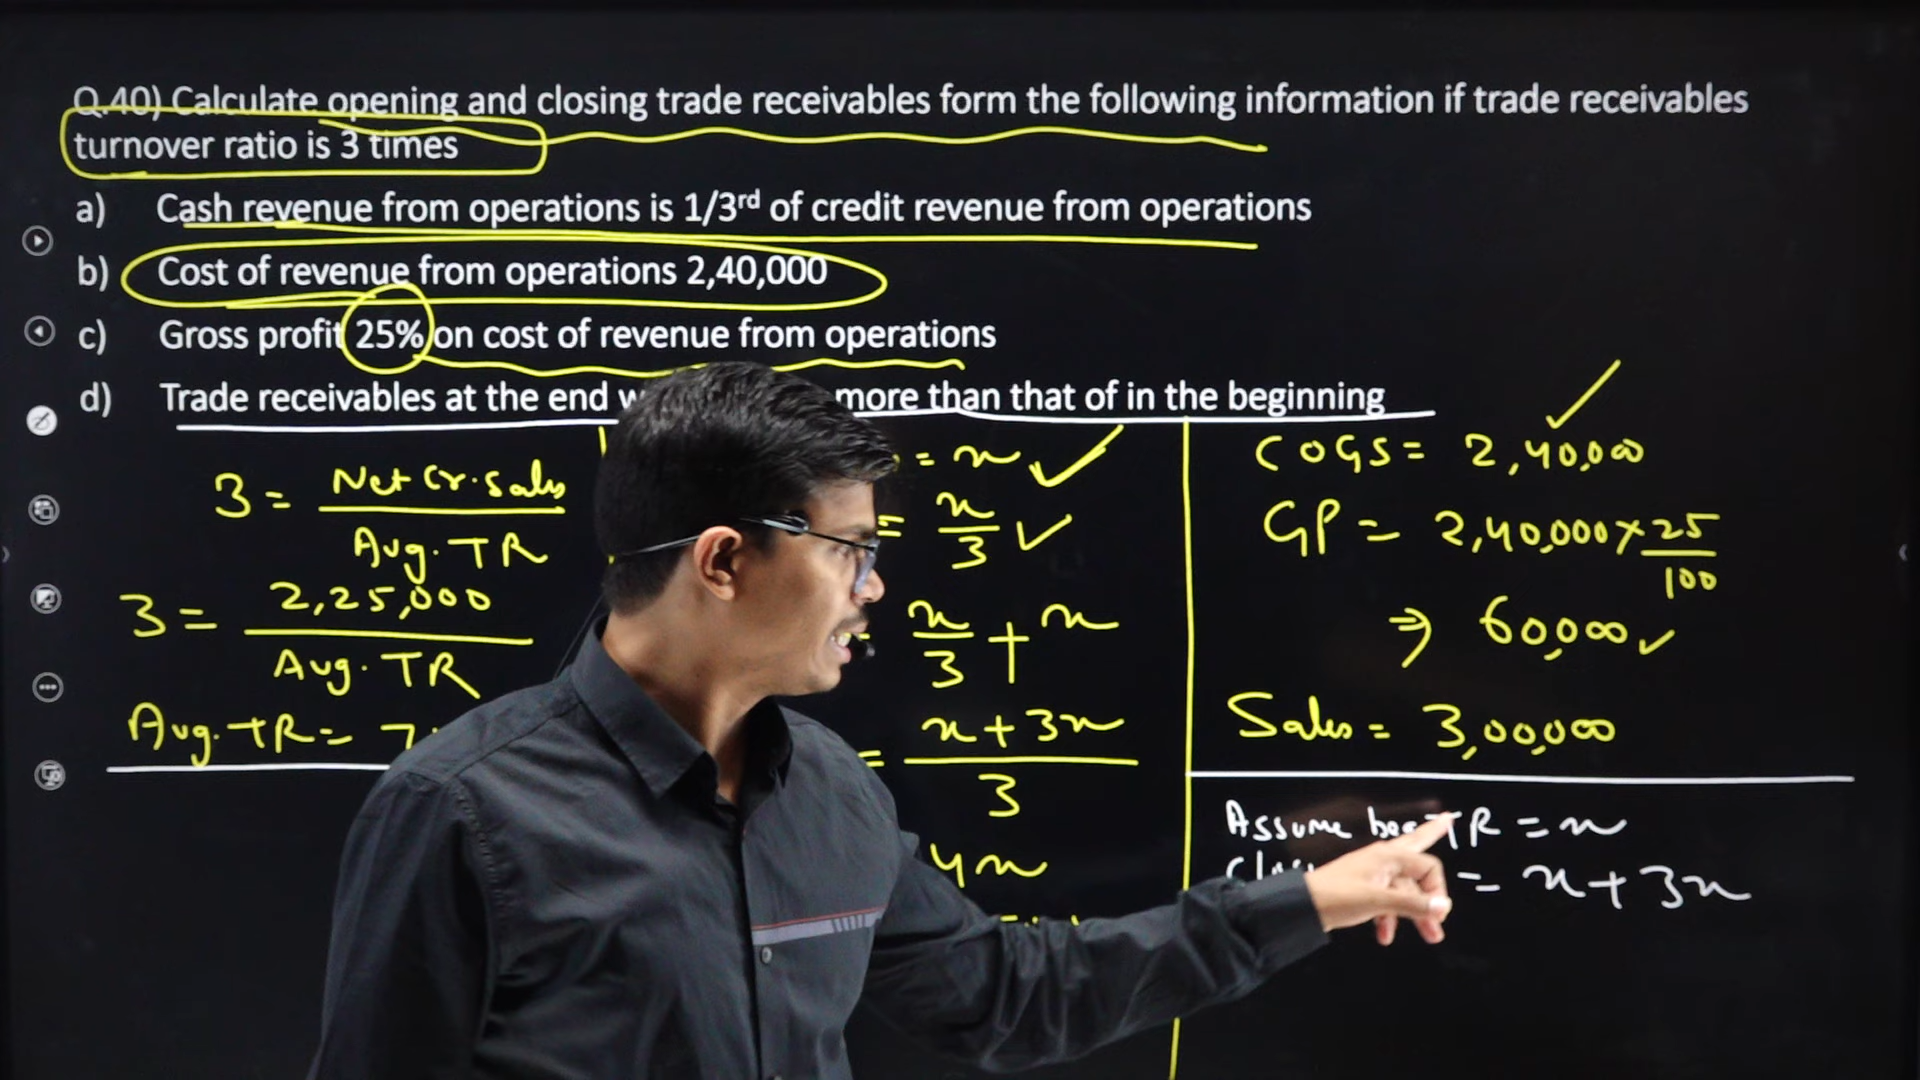 Q.40) Calculate opening and closing trade receivables form the following information if trade receivables
turnover ratio is 3 times
a) Cash revenue from operations is 1/3rd of credit revenue from operations
b) Cost of revenue from operations 2,40,000
c) Gross profit 25% on cost of revenue from operations
d) Trade receivables at the end more than that of in the beginning
3 = Net Cr. Sales
Avg. TR
3 = 2,25,000
Avg. TR
Avg. TR = 7
= x
= x
3
= x + x
3
= x + 3x
3
4x
COGS = 2,40,000
GP = 2,40,000 × 25
100
⇒ 60,000
Sales = 3,00,000
Assume TR = x
= x + 3x